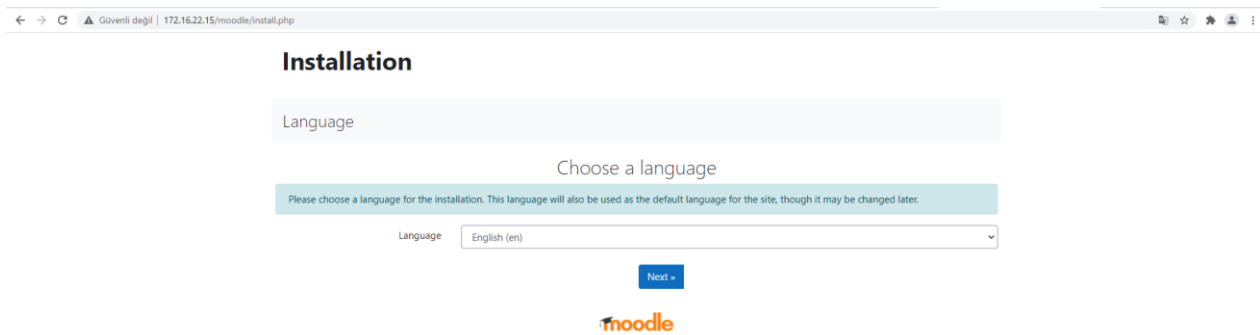 Güvenli değil | 172.16.22.15/moodle/install.php
Installation
Language
Choose a language
Please choose a language for the installation. This language will also be used as the default language for the site, though it may be changed later.
Language English (en)
Next »
moodle